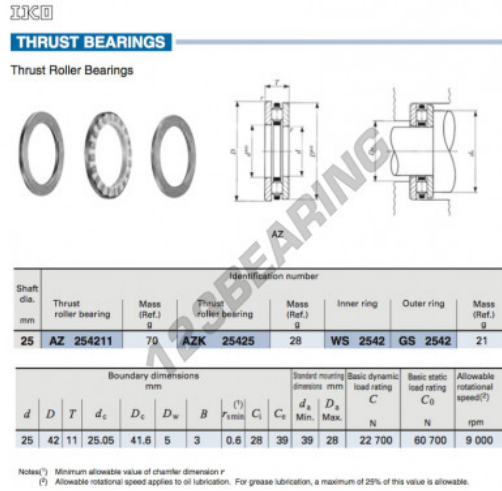 IKO
THRUST BEARINGS
Thrust Roller Bearings
T
r
D
d
AZ
123BEARING
Identification number
Shaft dia. mm Thrust roller bearing Mass (Ref.) g Thrust roller bearing Mass (Ref.) g Inner ring Outer ring Mass (Ref.) g
25 AZ 254211 70 AZK 25425 28 WS 2542 GS 2542 21
Boundary dimensions mm Standard mounting dimensions mm Basic dynamic load rating C N Basic static load rating C₀ N Allowable rotational speed(²) rpm
d D T dc Dc Dw B rs min(¹) Ci Ce da Min. Da Max.
25 42 11 25.05 41.6 5 3 0.6 28 39 39 28 22 700 60 700 9 000
Notes(¹) Minimum allowable value of chamfer dimension r
(²) Allowable rotational speed applies to oil lubrication. For grease lubrication, a maximum of 25% of this value is allowable.